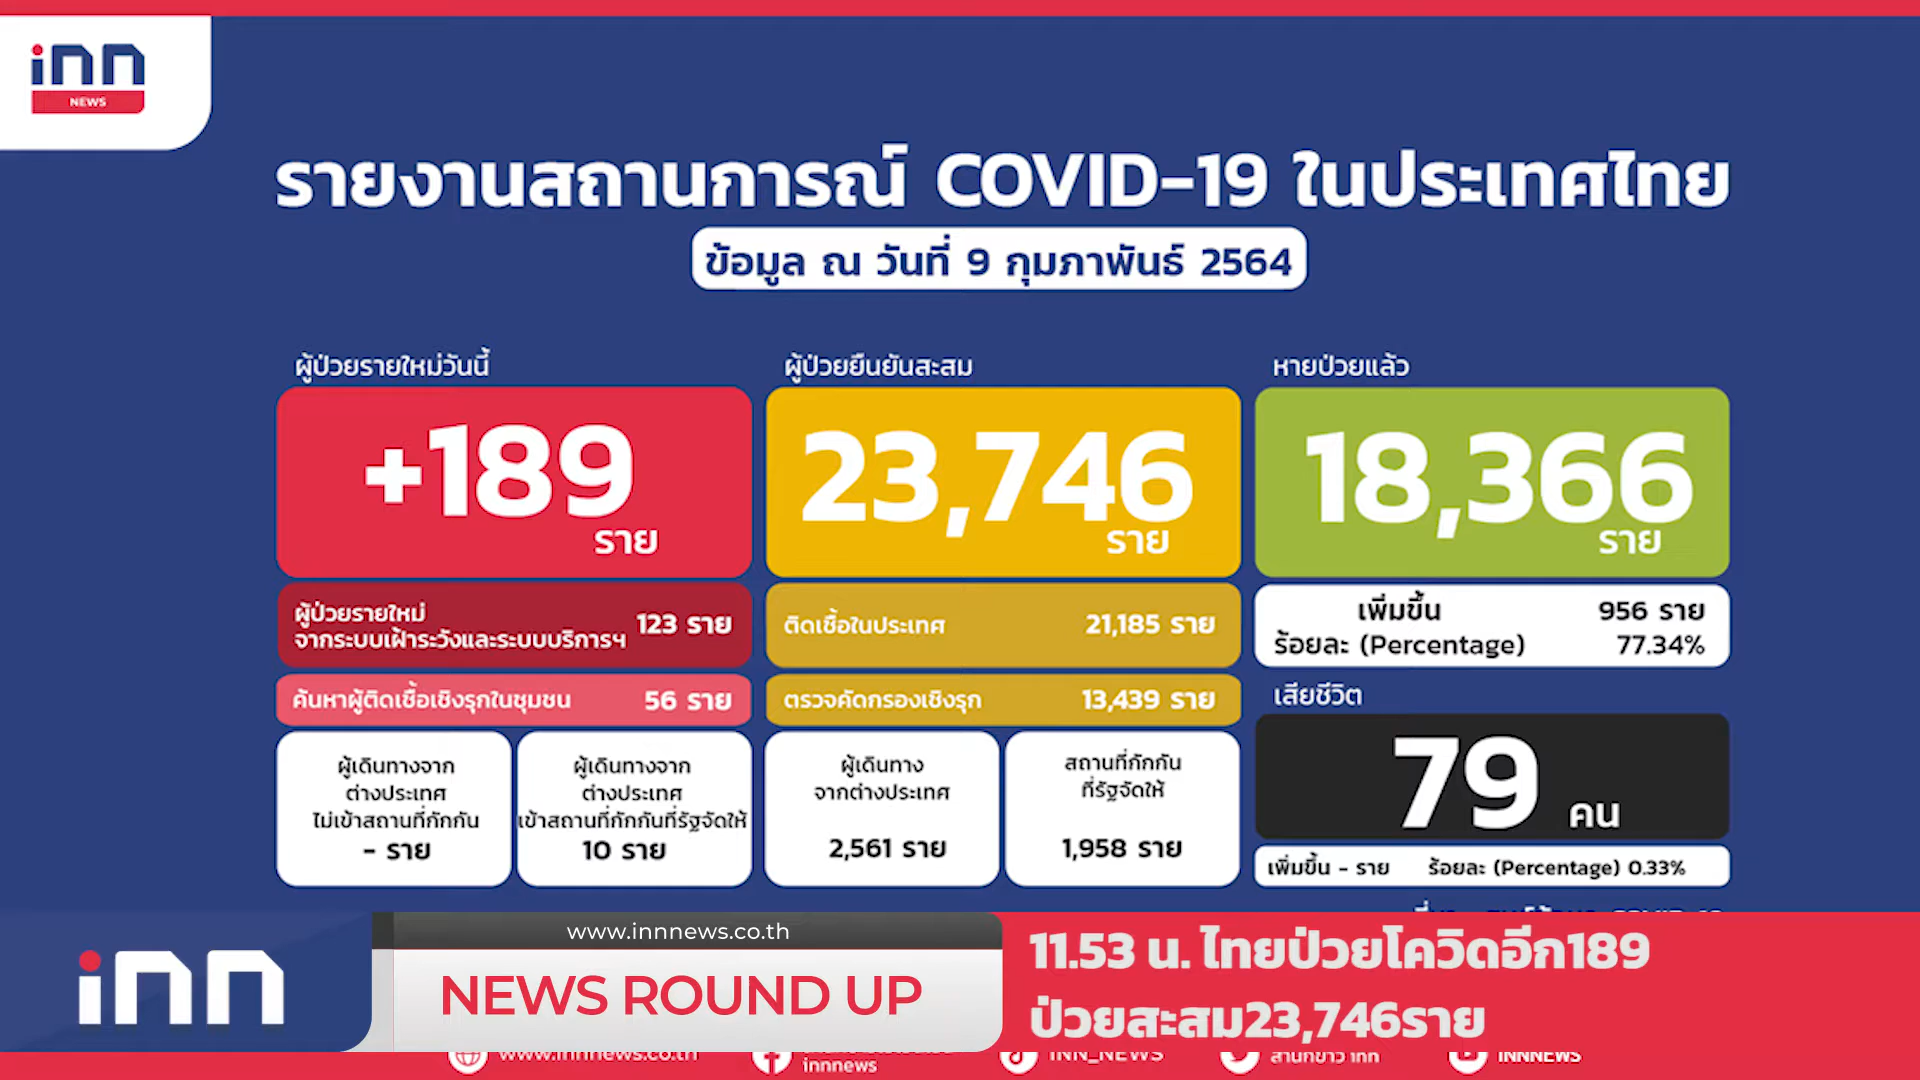 inn
NEWS
รายงานสถานการณ์ COVID-19 ในประเทศไทย
ข้อมูล ณ วันที่ 9 กุมภาพันธ์ 2564
ผู้ป่วยรายใหม่วันนี้
+189
ราย
ผู้ป่วยรายใหม่
จากระบบเฝ้าระวังและระบบบริการฯ
123 ราย
ค้นหาผู้ติดเชื้อเชิงรุกในชุมชน 56 ราย
ผู้เดินทางจาก
ต่างประเทศ
ไม่เข้าสถานที่กักกัน
- ราย
ผู้เดินทางจาก
ต่างประเทศ
เข้าสถานที่กักกันที่รัฐจัดให้
10 ราย
ผู้ป่วยยืนยันสะสม
23,746
ราย
ติดเชื้อในประเทศ 21,185 ราย
ตรวจคัดกรองเชิงรุก 13,439 ราย
ผู้เดินทาง
จากต่างประเทศ
2,561 ราย
สถานที่กักกัน
ที่รัฐจัดให้
1,958 ราย
หายป่วยแล้ว
18,366
ราย
เพิ่มขึ้น 956 ราย
ร้อยละ (Percentage) 77.34%
เสียชีวิต
79 คน
เพิ่มขึ้น - ราย ร้อยละ (Percentage) 0.33%
inn
www.innnews.co.th
NEWS ROUND UP
11.53 น. ไทยป่วยโควิดอีก189
ป่วยสะสม23,746ราย
www.innnews.co.th
innnews
INN_NEWS
สำนักข่าว inn
INNNEWS